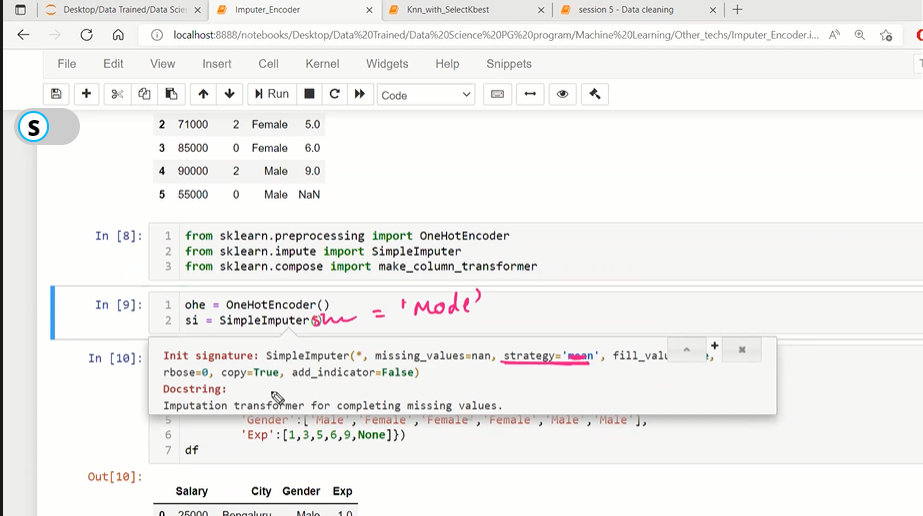 Desktop/Data Trained/Data Scien
Imputer_Encoder
Knn_with_SelectKbest
session 5 - Data cleaning
localhost:8888/notebooks/Desktop/Data%20Trained/Data%20Science%20PG%20program/Machine%20Learning/Other_techs/Imputer_Encoder.i...
File Edit View Insert Cell Kernel Widgets Help Snippets
Run Code
S
2 71000 2 Female 5.0
3 85000 0 Female 6.0
4 90000 2 Male 9.0
5 55000 0 Male NaN
In [8]:
1 from sklearn.preprocessing import OneHotEncoder
2 from sklearn.impute import SimpleImputer
3 from sklearn.compose import make_column_transformer
In [9]:
1 ohe = OneHotEncoder()
2 si = SimpleImputer( = 'Mode'
In [10]:
Init signature: SimpleImputer(*, missing_values=nan, strategy='mean', fill_valu
rbose=0, copy=True, add_indicator=False)
Docstring:
Imputation transformer for completing missing values.
5 'Gender':['Male','Female','Female','Female','Male','Male'],
6 'Exp':[1,3,5,6,9,None]})
7 df
Out[10]:
Salary City Gender Exp
0 25000 Bengaluru Male 1.0